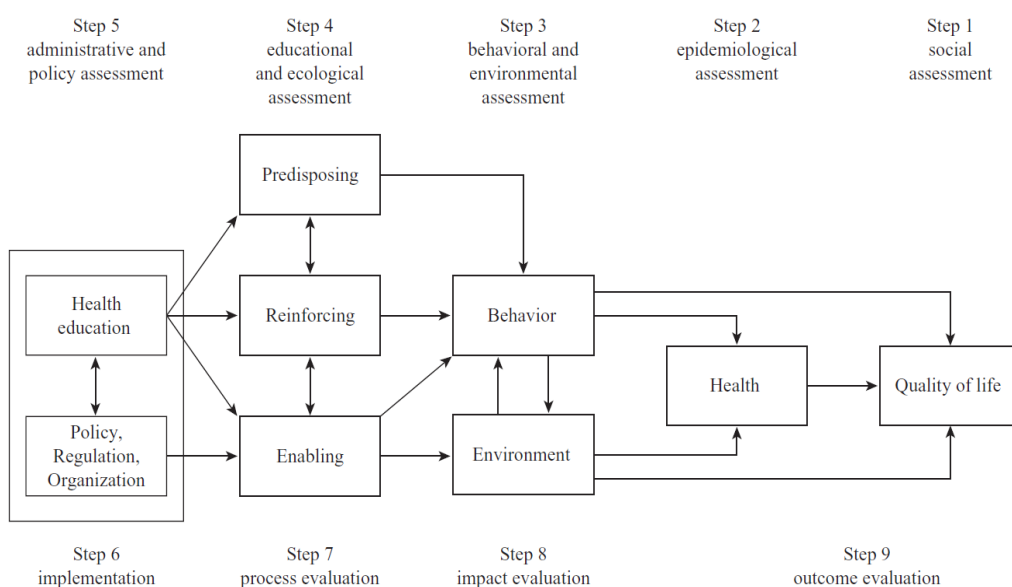 Step 5
administrative and
policy assessment
Step 4
educational
and ecological
assessment
Step 3
behavioral and
environmental
assessment
Step 2
epidemiological
assessment
Step 1
social
assessment
Predisposing
Health
education
Reinforcing
Behavior
Health
Quality of life
Policy,
Regulation,
Organization
Enabling
Environment
Step 6
implementation
Step 7
process evaluation
Step 8
impact evaluation
Step 9
outcome evaluation